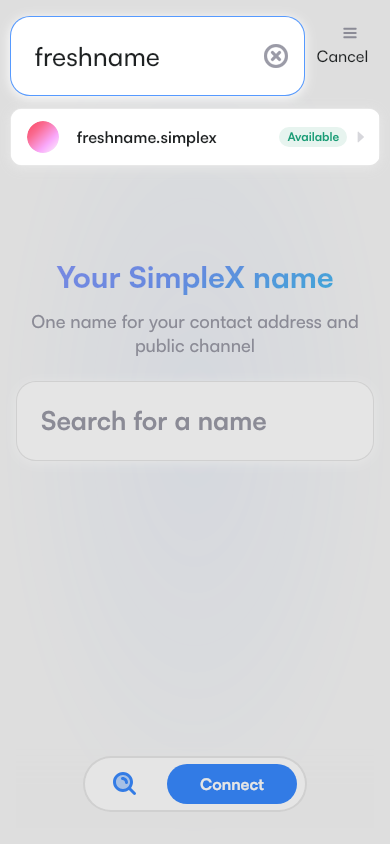 freshname
Cancel
freshname.simplex
Available
Your SimpleX name
One name for your contact address and
public channel
Search for a name
Connect